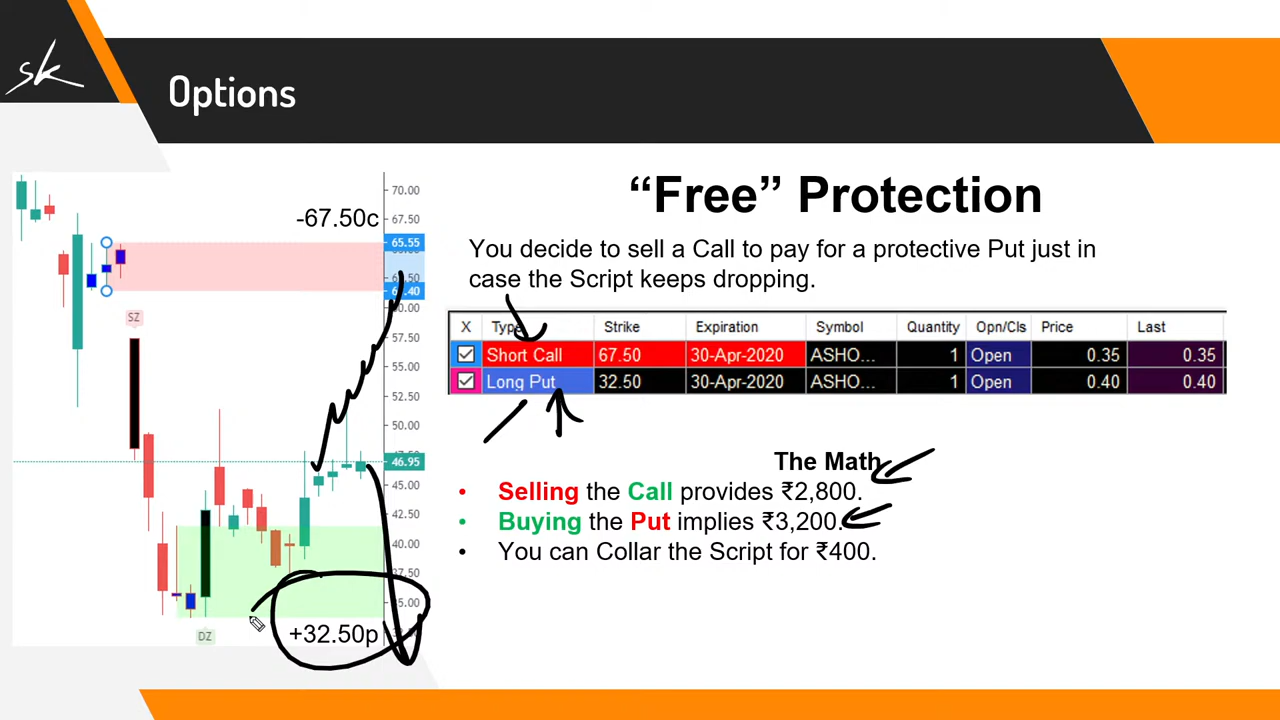 sk
Options
"Free" Protection
You decide to sell a Call to pay for a protective Put just in
case the Script keeps dropping.
X Type Strike Expiration Symbol Quantity Opn/Cls Price Last
Short Call 67.50 30-Apr-2020 ASHO... 1 Open 0.35 0.35
Long Put 32.50 30-Apr-2020 ASHO... 1 Open 0.40 0.40
The Math
• Selling the Call provides ₹2,800.
• Buying the Put implies ₹3,200.
• You can Collar the Script for ₹400.
-67.50c
SZ
DZ
+32.50p
70.00
67.50
65.55
60.00
57.50
55.00
52.50
50.00
46.95
45.00
42.50
40.00
37.50
35.00